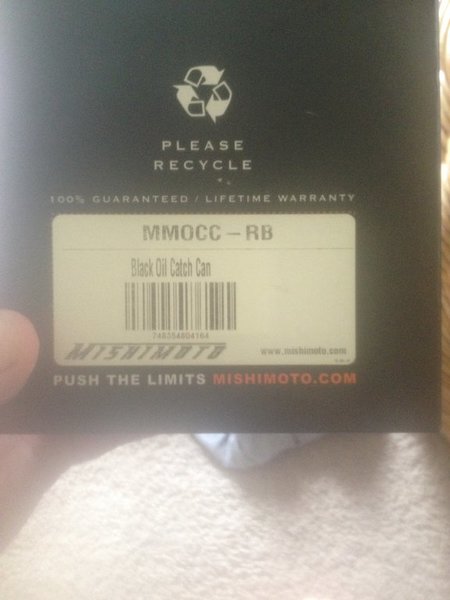 PLEASE
RECYCLE
100% GUARANTEED / LIFETIME WARRANTY
MMOCC-RB
Black Oil Catch Can
748354804164
MISHIMOTO www.mishimoto.com
PUSH THE LIMITS MISHIMOTO.COM